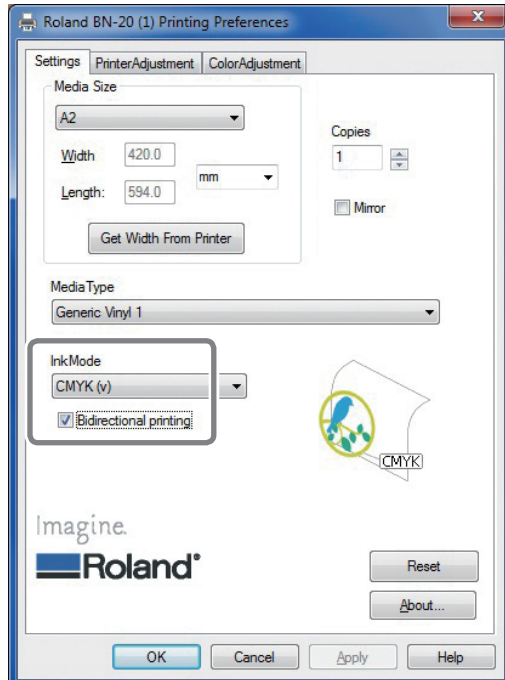 Roland BN-20 (1) Printing Preferences
x
Settings PrinterAdjustment ColorAdjustment
Media Size
A2
Width 420.0
mm
Length: 594.0
Get Width From Printer
Copies
1
Mirror
MediaType
Generic Vinyl 1
InkMode
CMYK (v)
Bidirectional printing
CMYK
Imagine.
Roland®
Reset
About...
OK Cancel Apply Help